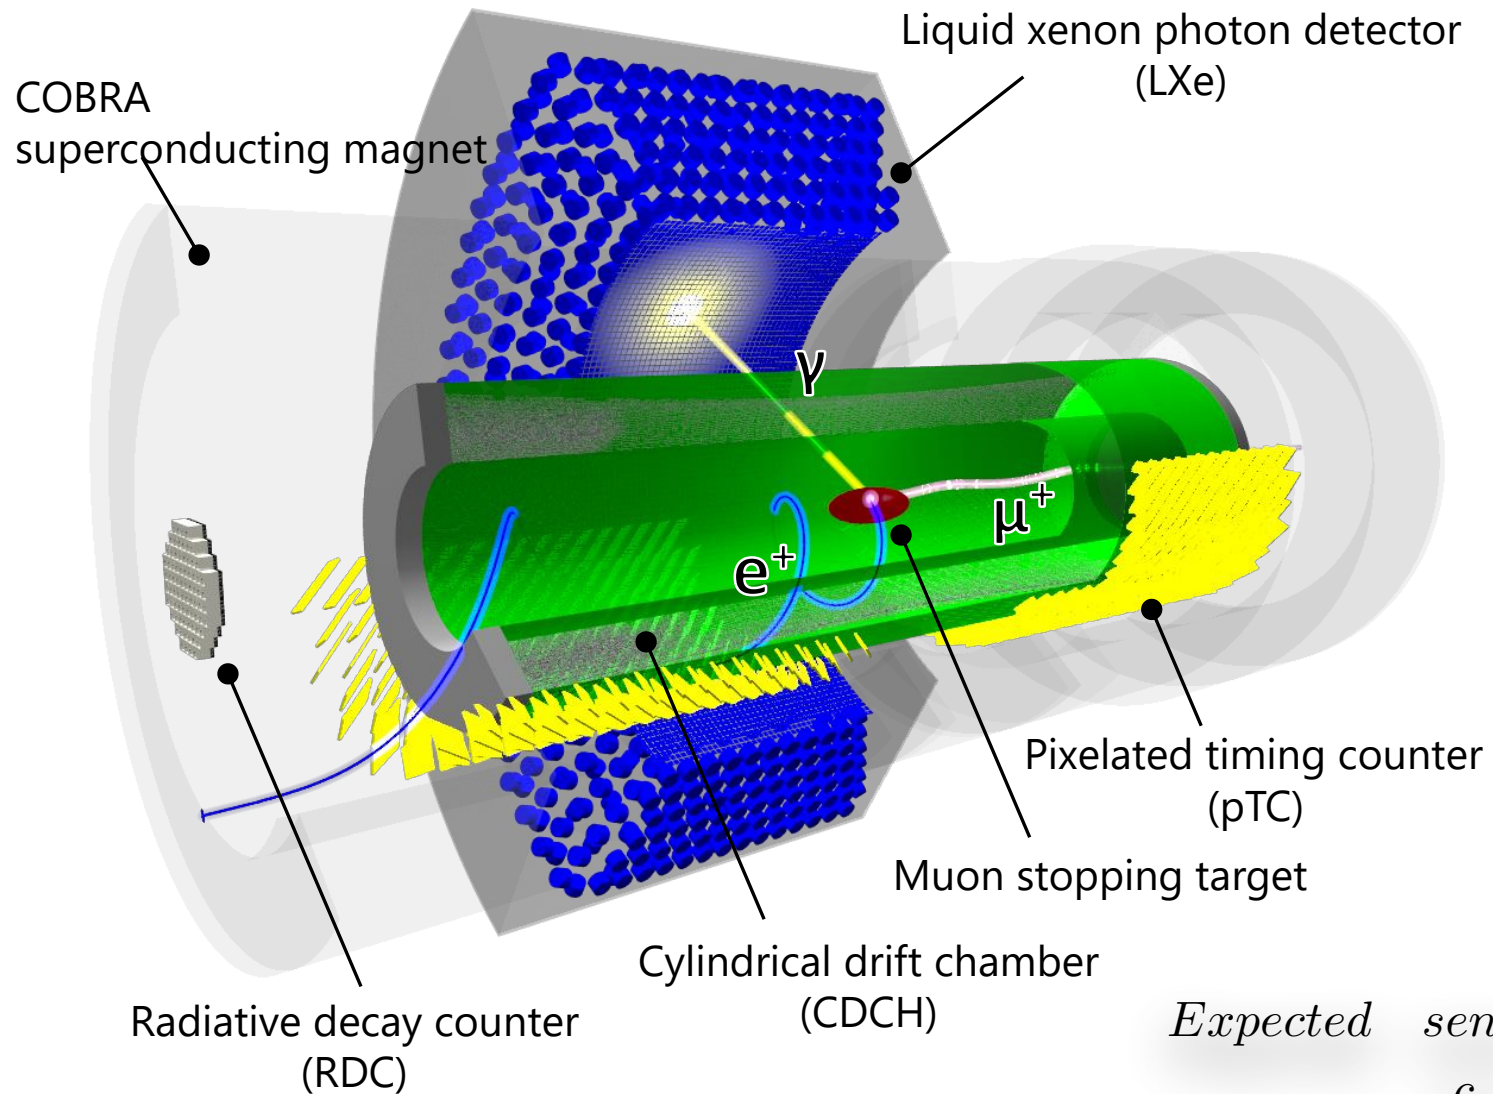 Liquid xenon photon detector
(LXe)
COBRA
superconducting magnet
γ
μ+
e+
Pixelated timing counter
(pTC)
Muon stopping target
Cylindrical drift chamber
(CDCH)
Radiative decay counter
(RDC)
Expected